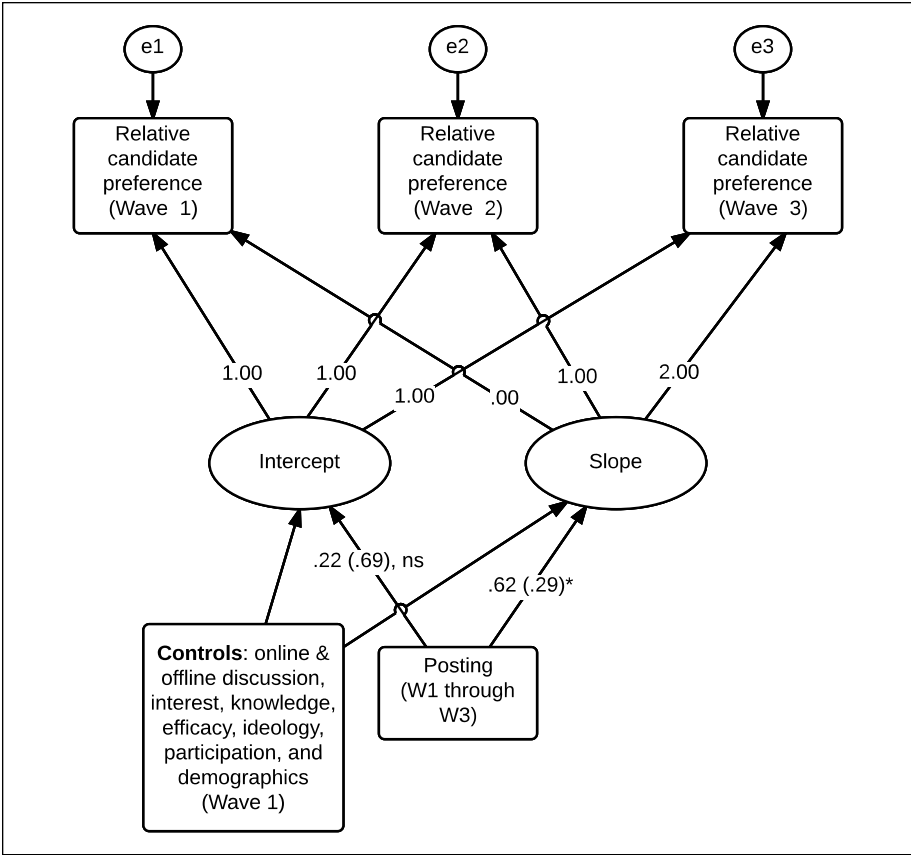 e1
e2
e3
Relative
candidate
preference
(Wave  1)
Relative
candidate
preference
(Wave  2)
Relative
candidate
preference
(Wave  3)
1.00
1.00
1.00
.00
1.00
2.00
Intercept
Slope
.22 (.69), ns
.62 (.29)*
Controls: online &
offline discussion,
interest, knowledge,
efficacy, ideology,
participation, and
demographics
(Wave 1)
Posting
(W1 through
W3)